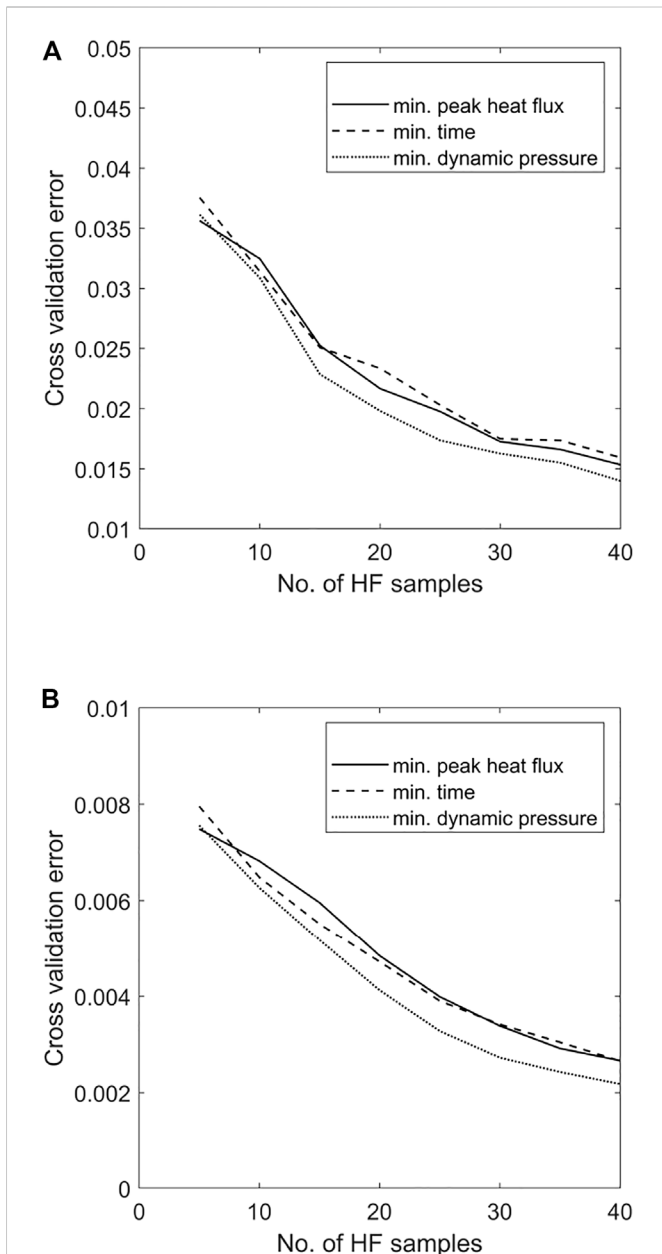 A
0.05
0.045
0.04
0.035
0.03
0.025
0.02
0.015
0.01
Cross validation error
min. peak heat flux
min. time
min. dynamic pressure
0 10 20 30 40
No. of HF samples
B
0.01
0.008
0.006
0.004
0.002
0
Cross validation error
min. peak heat flux
min. time
min. dynamic pressure
0 10 20 30 40
No. of HF samples